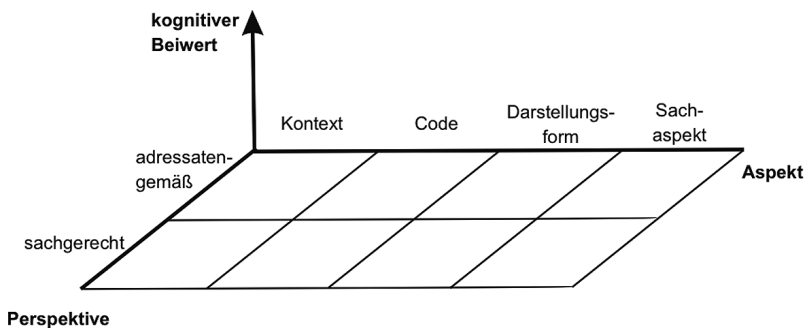 kognitiver
Beiwert
Kontext
Code
Darstellungs-
form
Sach-
aspekt
adressaten-
gemäß
Aspekt
sachgerecht
Perspektive